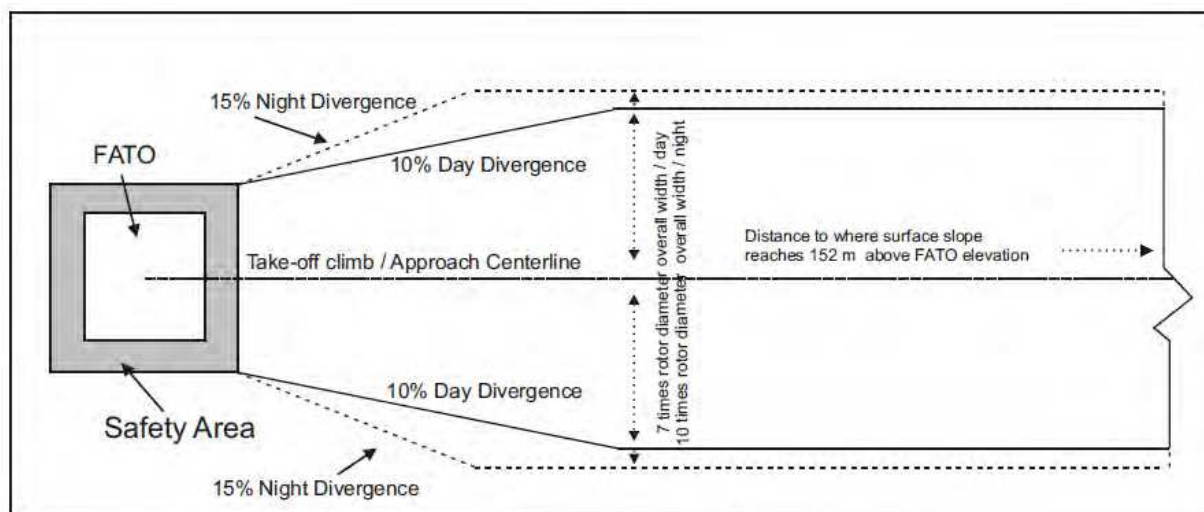 15% Night Divergence
FATO
10% Day Divergence
7 times rotor diameter overall width / day
10 times rotor diameter overall width / night
Distance to where surface slope
reaches 152 m above FATO elevation
Take-off climb / Approach Centerline
10% Day Divergence
Safety Area
15% Night Divergence